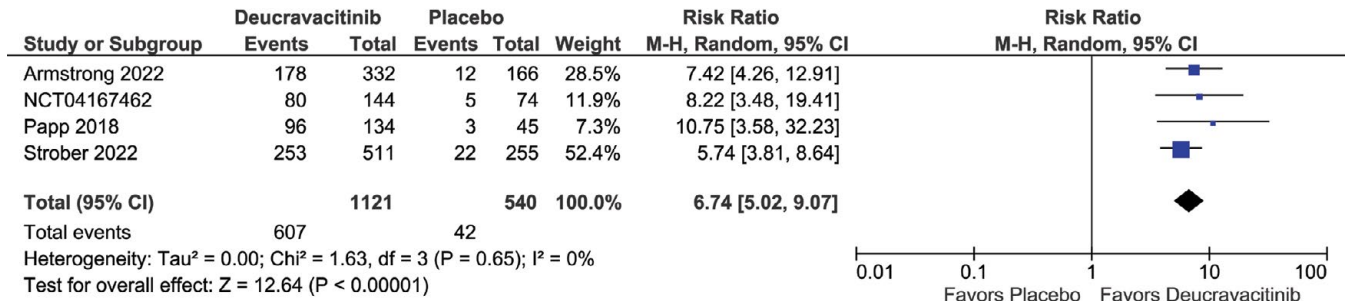 Deucravacitinib Placebo Risk Ratio Risk Ratio
Study or Subgroup Events Total Events Total Weight M-H, Random, 95% CI M-H, Random, 95% CI
Armstrong 2022 178 332 12 166 28.5% 7.42 [4.26, 12.91]
NCT04167462 80 144 5 74 11.9% 8.22 [3.48, 19.41]
Papp 2018 96 134 3 45 7.3% 10.75 [3.58, 32.23]
Strober 2022 253 511 22 255 52.4% 5.74 [3.81, 8.64]
Total (95% CI) 1121 540 100.0% 6.74 [5.02, 9.07]
Total events 607 42
Heterogeneity: Tau² = 0.00; Chi² = 1.63, df = 3 (P = 0.65); I² = 0%
Test for overall effect: Z = 12.64 (P < 0.00001)
0.01 0.1 1 10 100
Favors Placebo Favors Deucravacitinib